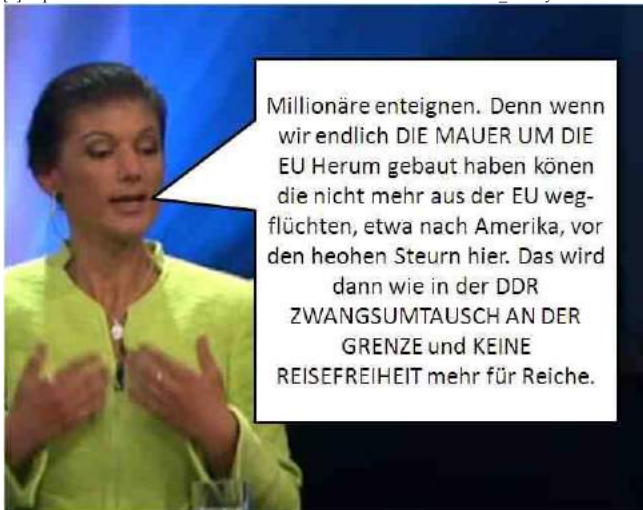 Millionäre enteignen. Denn wenn
wir endlich DIE MAUER UM DIE
EU Herum gebaut haben könen
die nicht mehr aus der EU weg-
flüchten, etwa nach Amerika, vor
den heohen Steurn hier. Das wird
dann wie in der DDR
ZWANGSUMTAUSCH AN DER
GRENZE und KEINE
REISEFREIHEIT mehr für Reiche.